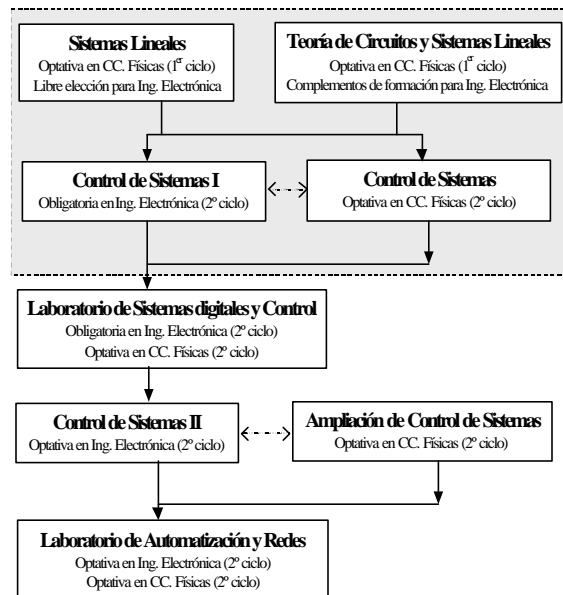 Sistemas Lineales
Optativa en CC. Físicas (1er ciclo)
Libre elección para Ing. Electrónica
Teoría de Circuitos y Sistemas Lineales
Optativa en CC. Físicas (1er ciclo)
Complementos de formación para Ing. Electrónica
Control de Sistemas I
Obligatoria en Ing. Electrónica (2º ciclo)
Control de Sistemas
Optativa en CC. Físicas (2º ciclo)
Laboratorio de Sistemas digitales y Control
Obligatoria en Ing. Electrónica (2º ciclo)
Optativa en CC. Físicas (2º ciclo)
Control de Sistemas II
Optativa en Ing. Electrónica (2º ciclo)
Ampliación de Control de Sistemas
Optativa en CC. Físicas (2º ciclo)
Laboratorio de Automatización y Redes
Optativa en Ing. Electrónica (2º ciclo)
Optativa en CC. Físicas (2º ciclo)